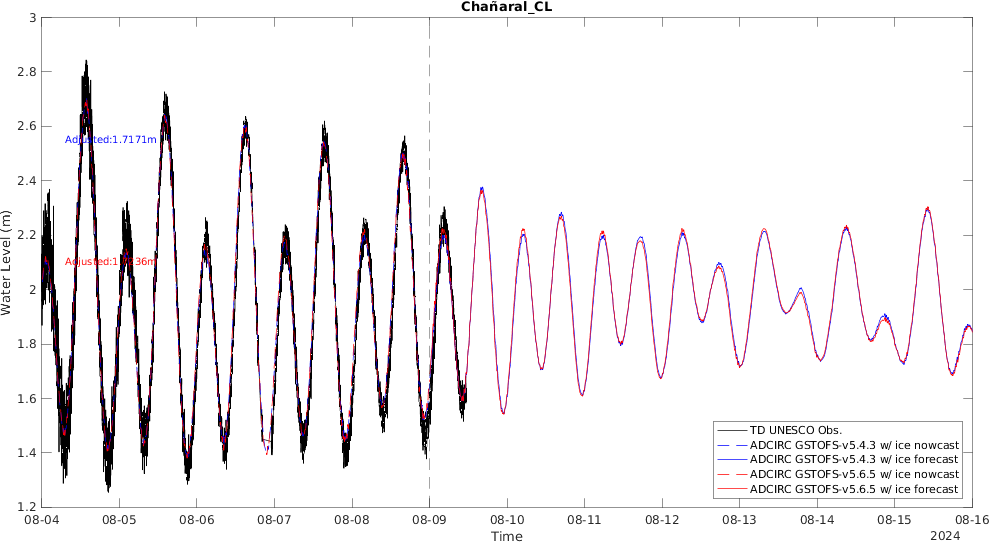 Chañaral_CL
Water Level (m)
3
2.8
2.6
2.4
2.2
2
1.8
1.6
1.4
1.2
Adjusted:1.7171m
08-04
08-05
08-06
08-07
08-08
08-09
08-10
08-11
08-12
08-13
08-14
08-15
08-16
2024
Time
TD UNESCO Obs.
ADCIRC GSTOFS-v5.4.3 w/ ice nowcast
ADCIRC GSTOFS-v5.4.3 w/ ice forecast
ADCIRC GSTOFS-v5.6.5 w/ ice nowcast
ADCIRC GSTOFS-v5.6.5 w/ ice forecast